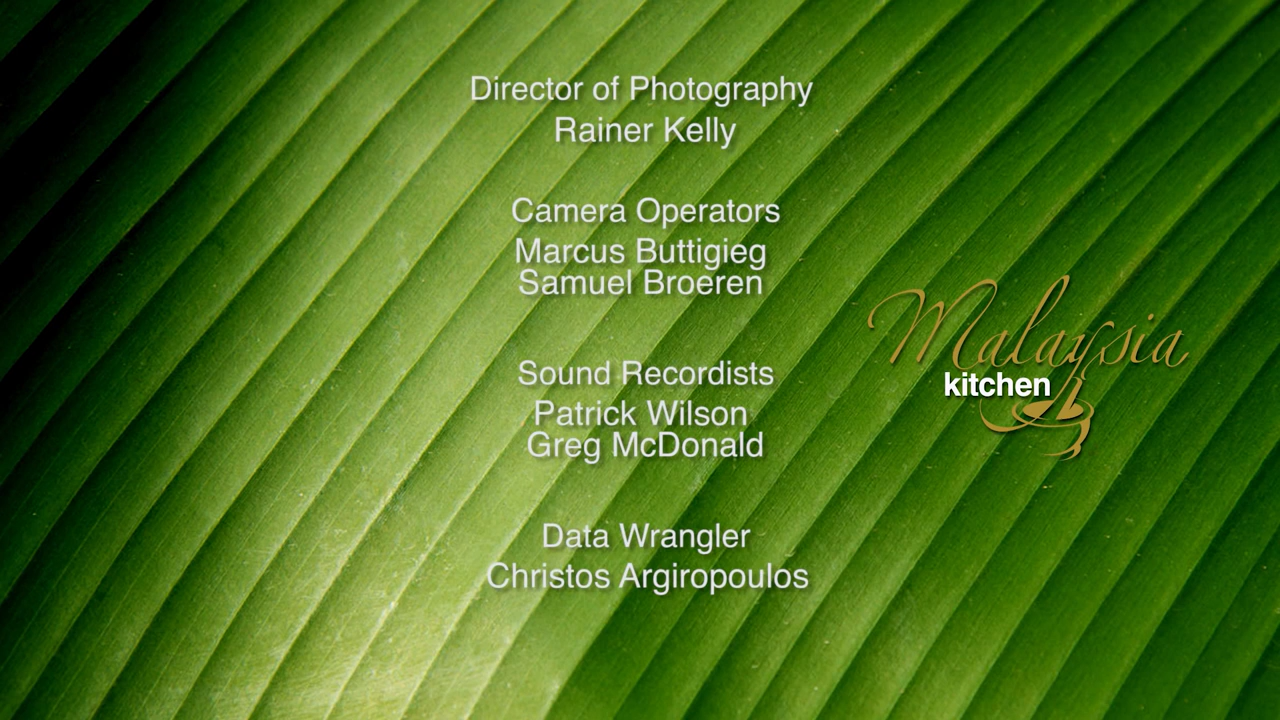 Director of Photography
Rainer Kelly
Camera Operators
Marcus Buttigieg
Samuel Broeren
Sound Recordists
Patrick Wilson
Greg McDonald
Data Wrangler
Christos Argiropoulos
Malaysia
kitchen